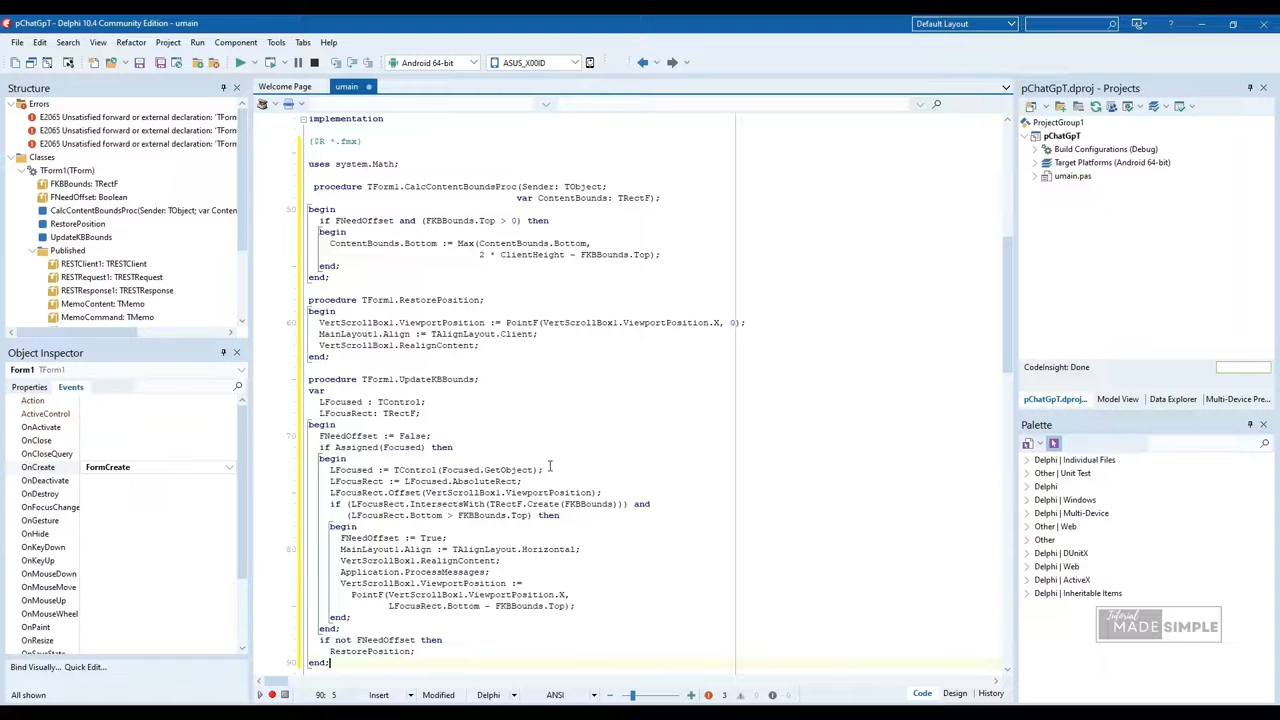 pChatGpT - Delphi 10.4 Community Edition - umain
Default Layout
File Edit Search View Refactor Project Run Component Tools Tabs Help
Android 64-bit
ASUS_X00ID
Structure
Errors
E2065 Unsatisfied forward or external declaration: 'TForm
E2065 Unsatisfied forward or external declaration: 'TForm
E2065 Unsatisfied forward or external declaration: 'TForm
Classes
TForm1(TForm)
FKBBounds: TRectF
FNeedOffset: Boolean
CalcContentBoundsProc(Sender: TObject; var Conten
RestorePosition
UpdateKBBounds
Published
RESTClient1: TRESTClient
RESTRequest1: TRESTRequest
RESTResponse1: TRESTResponse
MemoContent: TMemo
MemoCommand: TMemo
Object Inspector
Form1 TForm1
Properties Events
Action
ActiveControl
OnActivate
OnClose
OnCloseQuery
OnCreate FormCreate
OnDeactivate
OnDestroy
OnFocusChange
OnGesture
OnHide
OnKeyDown
OnKeyUp
OnMouseDown
OnMouseMove
OnMouseUp
OnMouseWheel
OnPaint
OnResize
OnSaveState
Bind Visually... Quick Edit...
All shown
Welcome Page
umain
implementation
{$R *.fmx}
uses system.Math;
procedure TForm1.CalcContentBoundsProc(Sender: TObject;
var ContentBounds: TRectF);
50 begin
if FNeedOffset and (FKBBounds.Top > 0) then
begin
ContentBounds.Bottom := Max(ContentBounds.Bottom,
2 * ClientHeight - FKBBounds.Top);
end;
end;
procedure TForm1.RestorePosition;
begin
60 VertScrollBox1.ViewportPosition := PointF(VertScrollBox1.ViewportPosition.X, 0);
MainLayout1.Align := TAlignLayout.Client;
VertScrollBox1.RealignContent;
end;
procedure TForm1.UpdateKBBounds;
var
LFocused : TControl;
LFocusRect: TRectF;
begin
70 FNeedOffset := False;
if Assigned(Focused) then
begin
LFocused := TControl(Focused.GetObject);
LFocusRect := LFocused.AbsoluteRect;
LFocusRect.Offset(VertScrollBox1.ViewportPosition);
if (LFocusRect.IntersectsWith(TRectF.Create(FKBBounds))) and
(LFocusRect.Bottom > FKBBounds.Top) then
begin
FNeedOffset := True;
80 MainLayout1.Align := TAlignLayout.Horizontal;
VertScrollBox1.RealignContent;
Application.ProcessMessages;
VertScrollBox1.ViewportPosition :=
PointF(VertScrollBox1.ViewportPosition.X,
LFocusRect.Bottom - FKBBounds.Top);
end;
end;
if not FNeedOffset then
RestorePosition;
90 end;
90: 5 Insert Modified Delphi ANSI 3 0 0 Code Design History
pChatGpT.dproj - Projects
ProjectGroup1
pChatGpT
Build Configurations (Debug)
Target Platforms (Android 64-bit)
umain.pas
CodeInsight: Done
pChatGpT.dproj... Model View Data Explorer Multi-Device Pre...
Palette
Delphi | Individual Files
Other | Unit Test
Delphi
Delphi | Windows
Delphi | Multi-Device
Other | Web
Other
Delphi | DUnitX
Delphi | Web
Delphi | ActiveX
Delphi | Inheritable Items
Tutorial
MADE SIMPLE